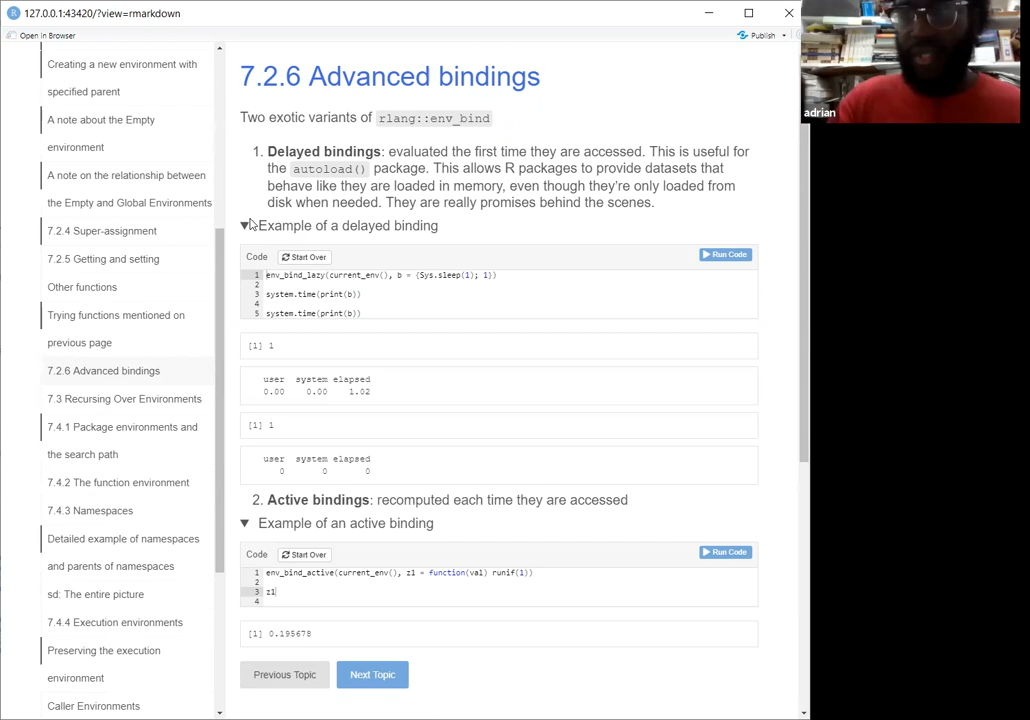 127.0.0.1:43420/?view=rmarkdown
Open in Browser
Publish
Creating a new environment with
specified parent
A note about the Empty
environment
A note on the relationship between
the Empty and Global Environments
7.2.4 Super-assignment
7.2.5 Getting and setting
Other functions
Trying functions mentioned on
previous page
7.2.6 Advanced bindings
7.3 Recursing Over Environments
7.4.1 Package environments and
the search path
7.4.2 The function environment
7.4.3 Namespaces
Detailed example of namespaces
and parents of namespaces
sd: The entire picture
7.4.4 Execution environments
Preserving the execution
environment
Caller Environments
7.2.6 Advanced bindings
Two exotic variants of rlang::env_bind
1. Delayed bindings: evaluated the first time they are accessed. This is useful for
the autoload() package. This allows R packages to provide datasets that
behave like they are loaded in memory, even though they're only loaded from
disk when needed. They are really promises behind the scenes.
Example of a delayed binding
Code Start Over Run Code
1 env_bind_lazy(current_env(), b = {Sys.sleep(1); 1})
2
3 system.time(print(b))
4
5 system.time(print(b))
[1] 1
user system elapsed
0.00 0.00 1.02
[1] 1
user system elapsed
0 0 0
2. Active bindings: recomputed each time they are accessed
Example of an active binding
Code Start Over Run Code
1 env_bind_active(current_env(), z1 = function(val) runif(1))
2
3 z1
4
[1] 0.195678
Previous Topic Next Topic
adrian